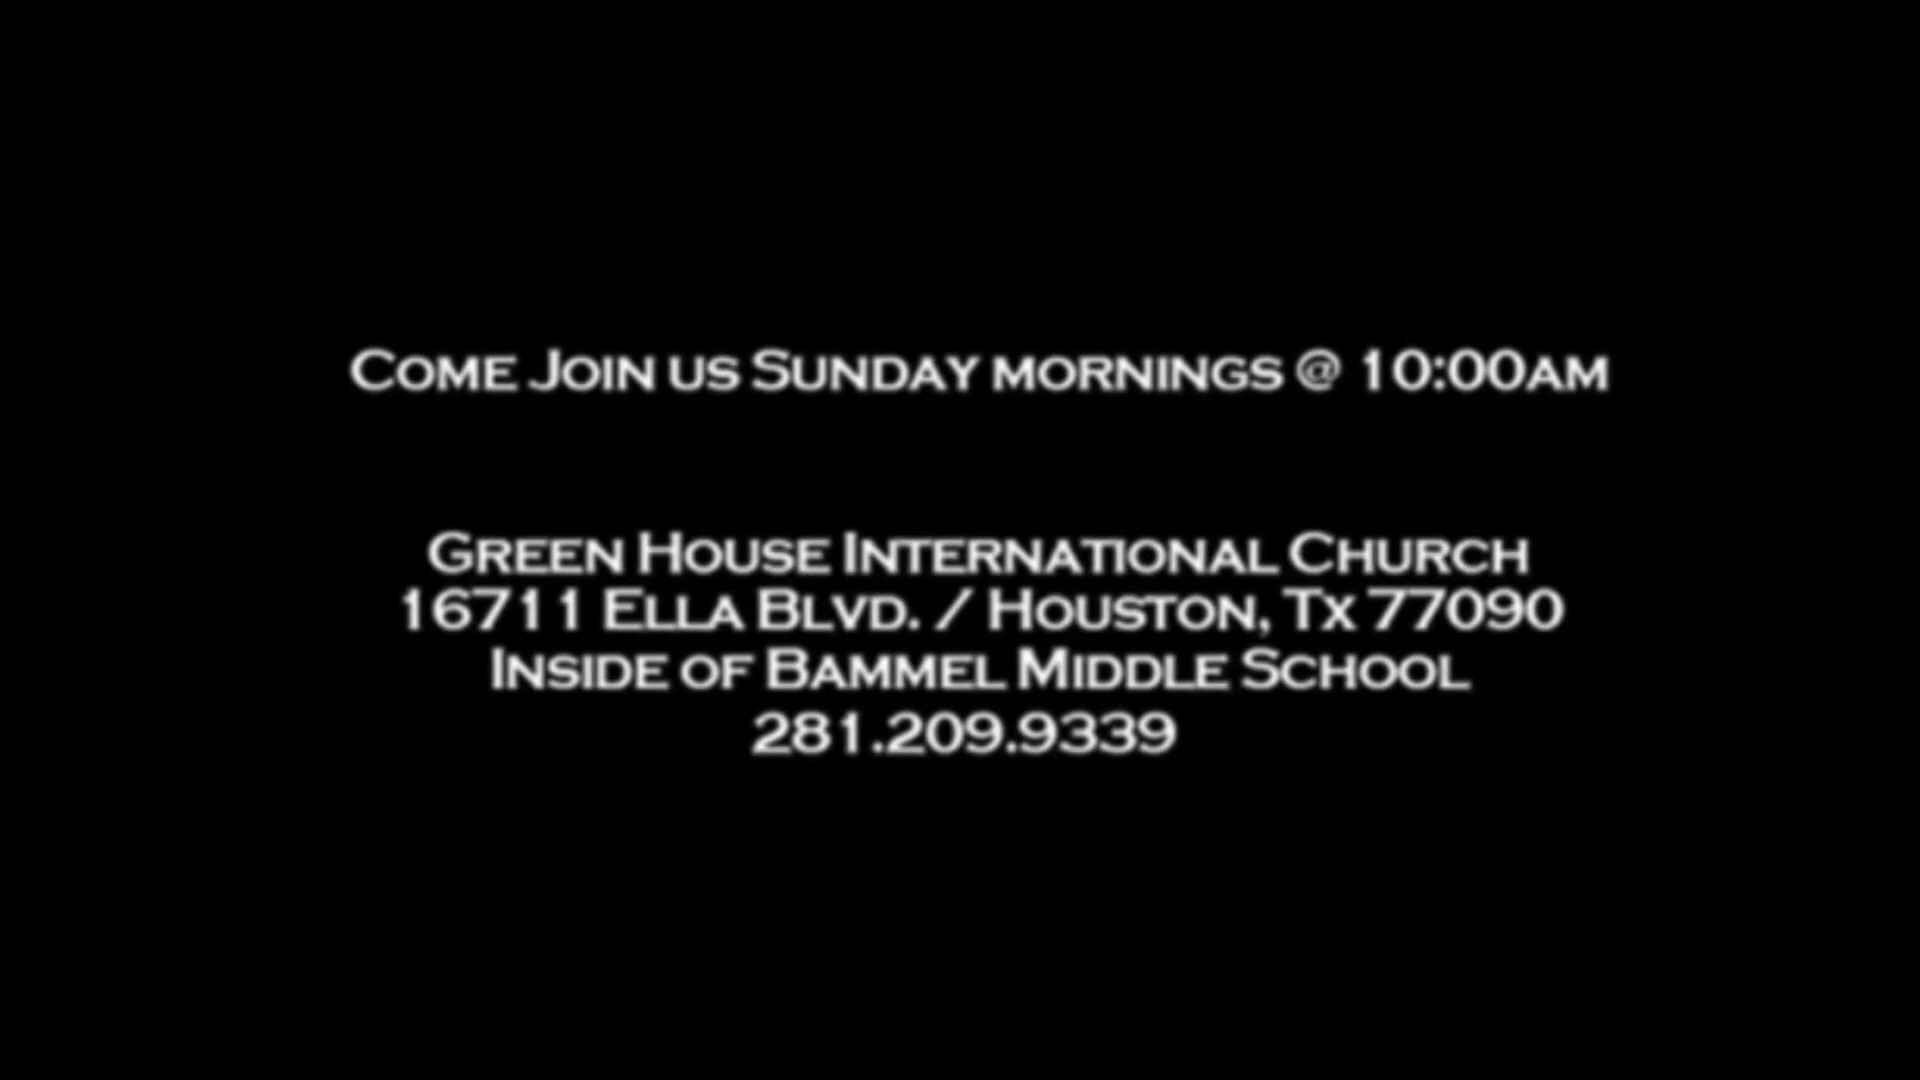 Come Join us Sunday mornings @ 10:00am
Green House International Church
16711 Ella Blvd. / Houston, Tx 77090
Inside of Bammel Middle School
281.209.9339